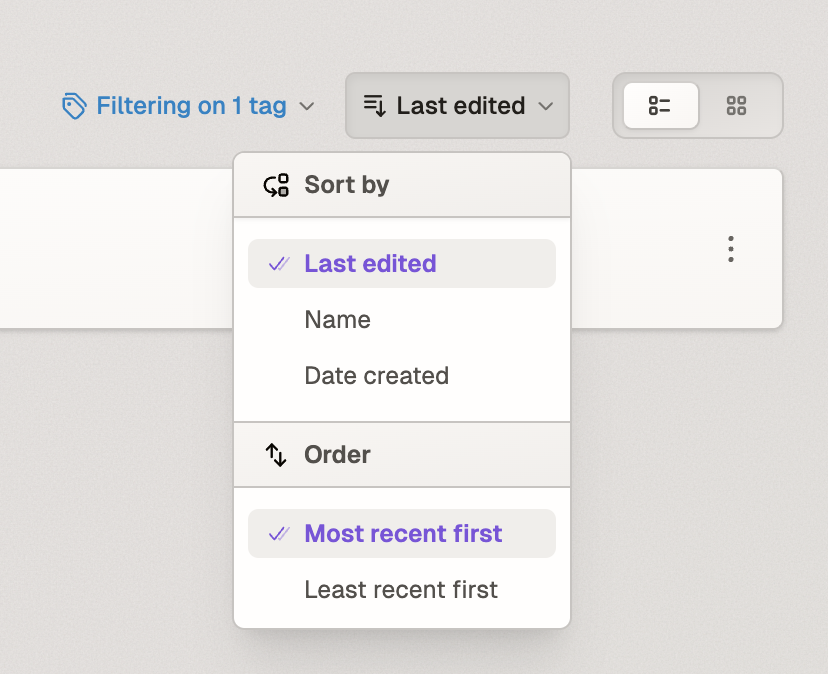 Filtering on 1 tag
Last edited
Sort by
Last edited
Name
Date created
Order
Most recent first
Least recent first